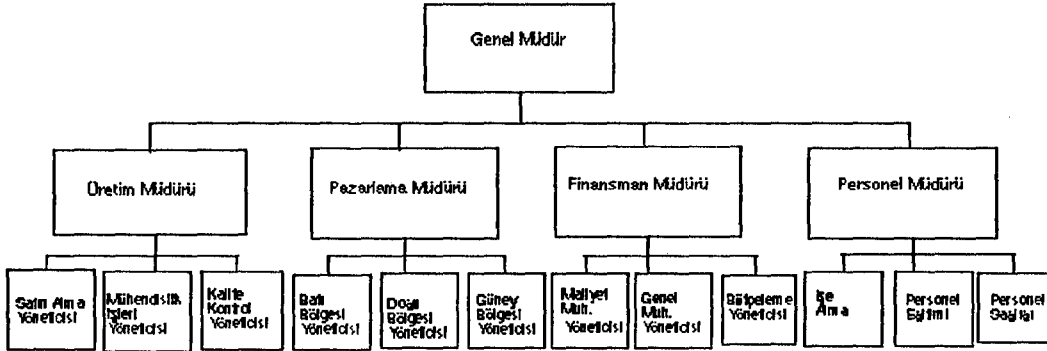 Genel Müdür
Üretim Müdürü
Pazarlama Müdürü
Finansman Müdürü
Personel Müdürü
Satın Alma
Yöneticisi
Mühendislik
İşleri
Yöneticisi
Kalite
Kontrol
Yöneticisi
Batı
Bölgesi
Yöneticisi
Doğu
Bölgesi
Yöneticisi
Güney
Bölgesi
Yöneticisi
Maliyet
Muh.
Yöneticisi
Genel
Muh.
Yöneticisi
Bütçeleme
Yöneticisi
İşe
Alma
Personel
Eğitimi
Personel
Sağlığı